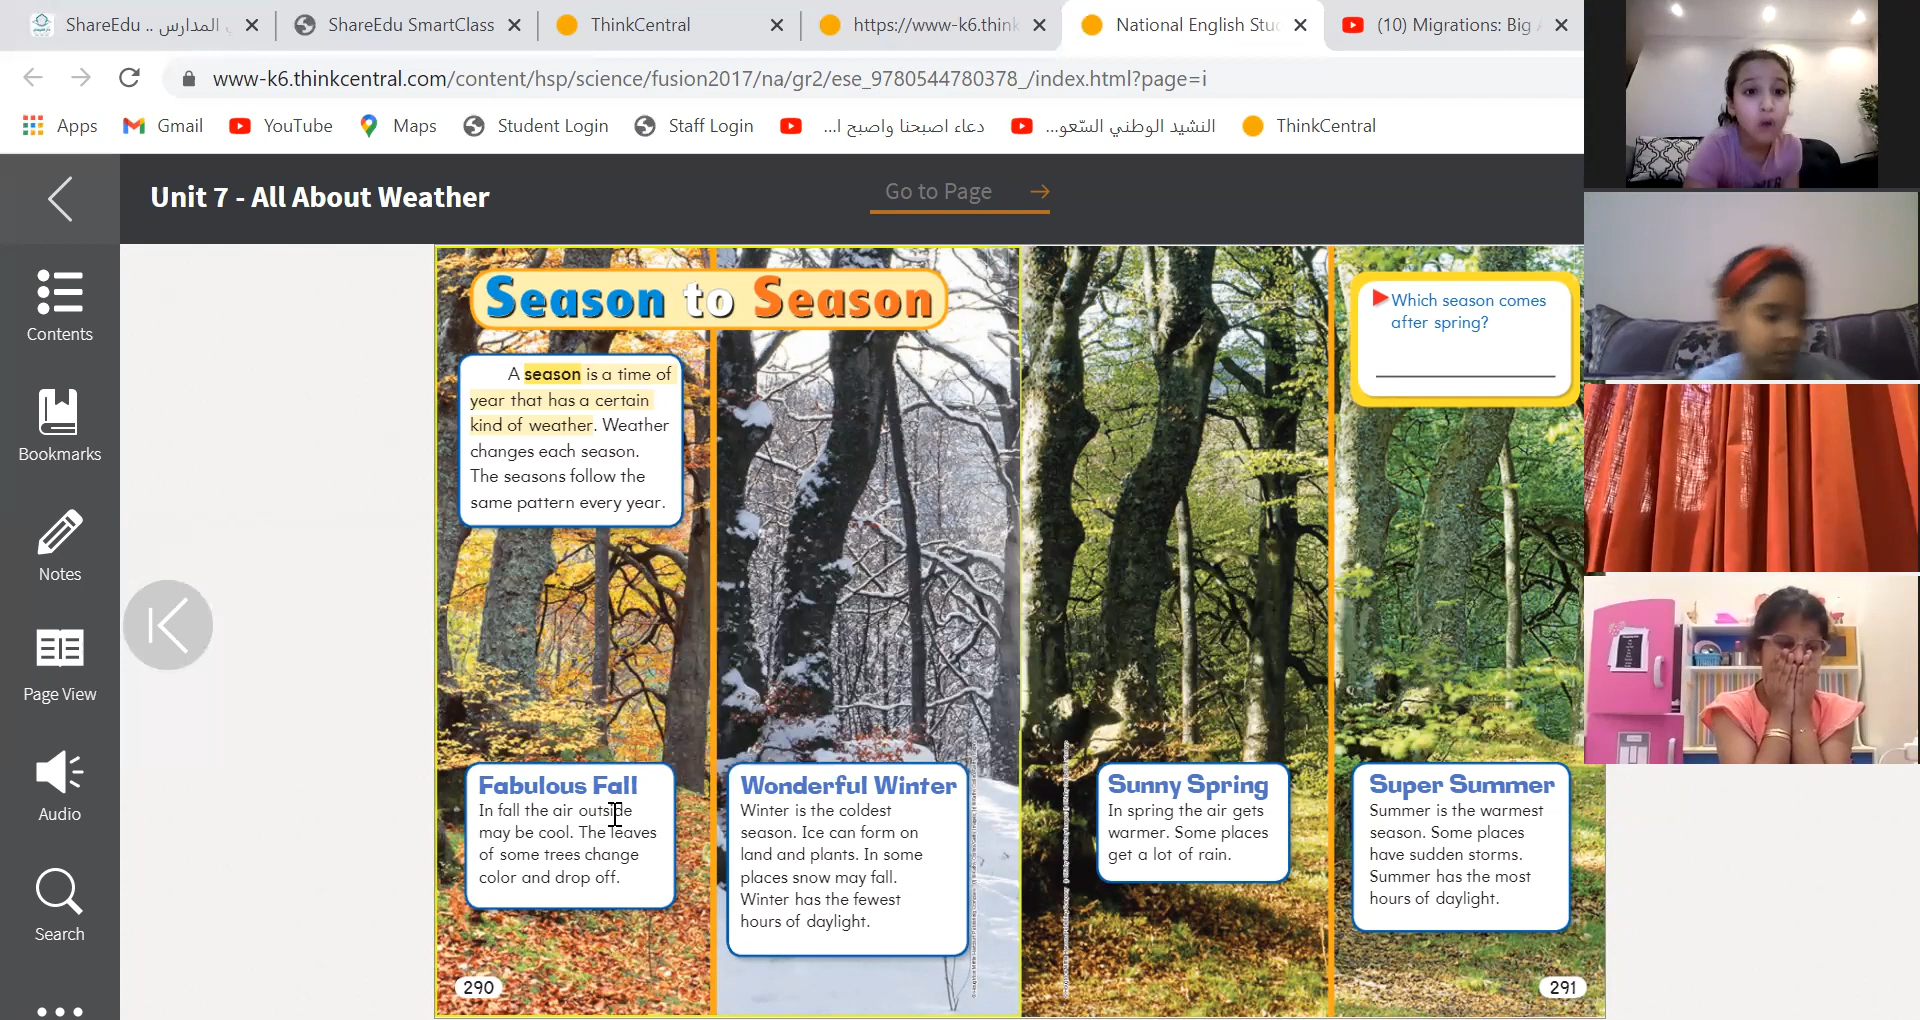 ShareEdu .. ي المدارس
ShareEdu SmartClass
ThinkCentral
https://www-k6.think
National English Stu
(10) Migrations: Big
www-k6.thinkcentral.com/content/hsp/science/fusion2017/na/gr2/ese_9780544780378_/index.html?page=i
Apps
Gmail
YouTube
Maps
Student Login
Staff Login
دعاء اصبحنا واصبح ا...
النشيد الوطني السّعو...
ThinkCentral
Unit 7 - All About Weather
Go to Page
Contents
Bookmarks
Notes
Page View
Audio
Search
Season to Season
A season is a time of
year that has a certain
kind of weather. Weather
changes each season.
The seasons follow the
same pattern every year.
Which season comes
after spring?
Fabulous Fall
In fall the air outside
may be cool. The leaves
of some trees change
color and drop off.
Wonderful Winter
Winter is the coldest
season. Ice can form on
land and plants. In some
places snow may fall.
Winter has the fewest
hours of daylight.
Sunny Spring
In spring the air gets
warmer. Some places
get a lot of rain.
Super Summer
Summer is the warmest
season. Some places
have sudden storms.
Summer has the most
hours of daylight.
290
291